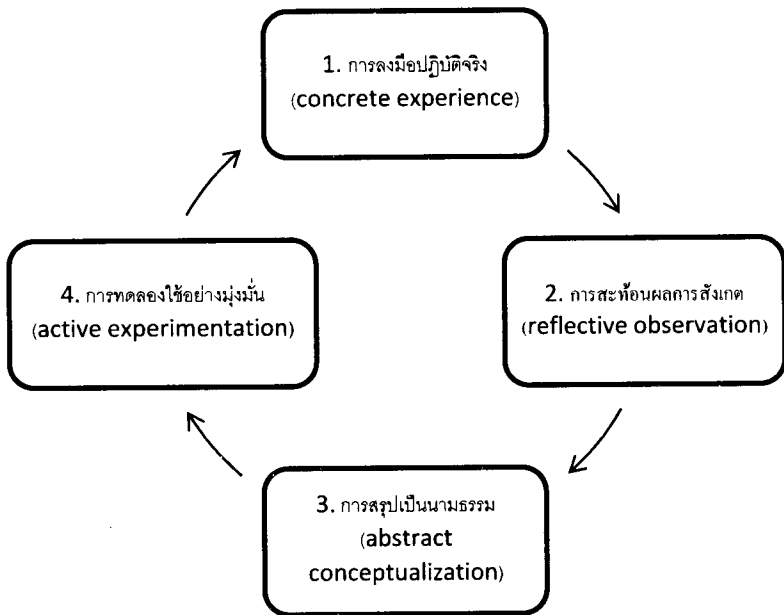 1. การลงมือปฏิบัติจริง
(concrete experience)
2. การสะท้อนผลการสังเกต
(reflective observation)
3. การสรุปเป็นนามธรรม
(abstract
conceptualization)
4. การทดลองใช้อย่างมุ่งมั่น
(active experimentation)